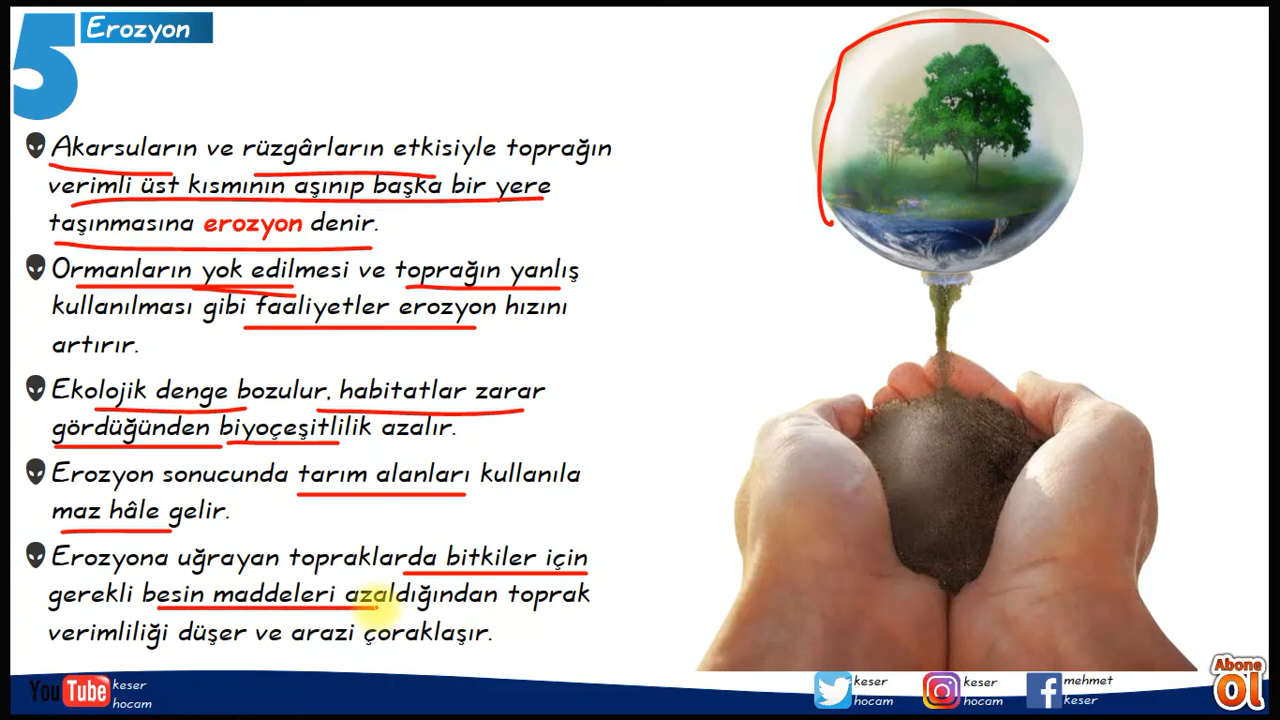 5
Erozyon
Akarsuların ve rüzgârların etkisiyle toprağın
verimli üst kısmının aşınıp başka bir yere
taşınmasına erozyon denir.
Ormanların yok edilmesi ve toprağın yanlış
kullanılması gibi faaliyetler erozyon hızını
artırır.
Ekolojik denge bozulur, habitatlar zarar
gördüğünden biyoçeşitlilik azalır.
Erozyon sonucunda tarım alanları kullanıla
maz hâle gelir.
Erozyona uğrayan topraklarda bitkiler için
gerekli besin maddeleri azaldığından toprak
verimliliği düşer ve arazi çoraklaşır.
YouTube keser
hocam
keser
hocam
keser
hocam
mehmet
keser
Abone
ol